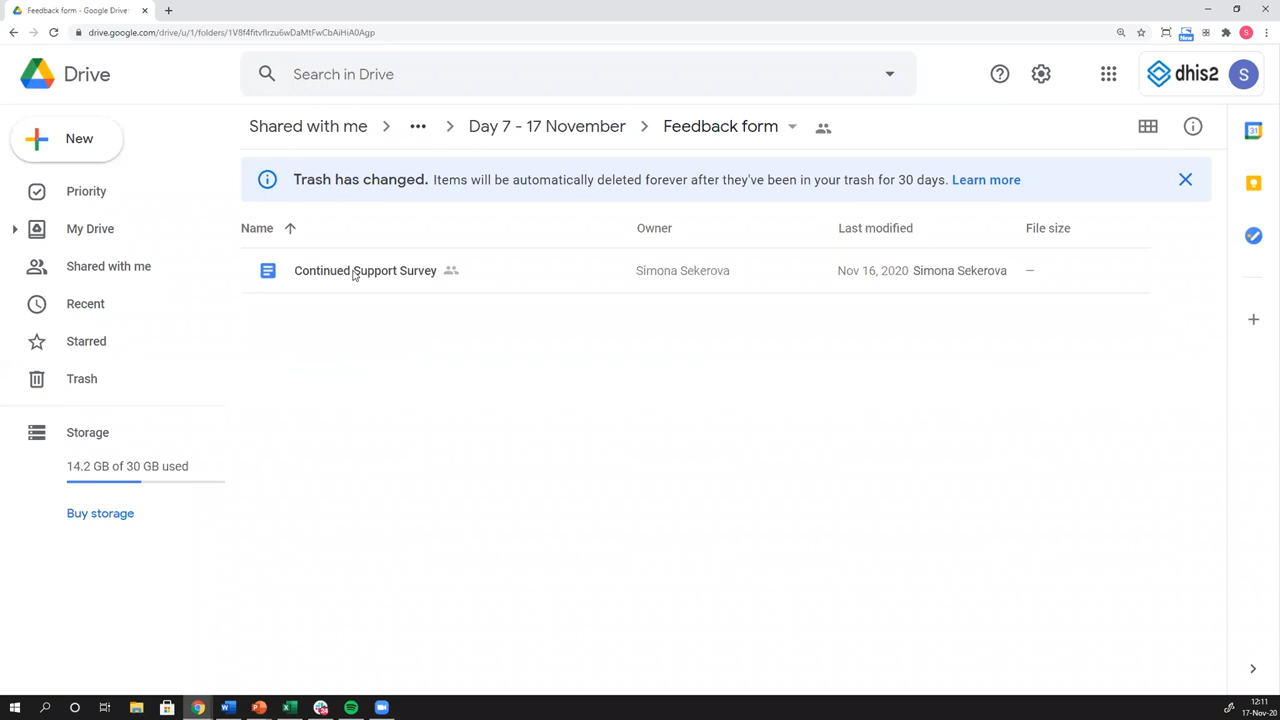 Feedback form - Google Drive
drive.google.com/drive/u/1/folders/1V8f4fitvfIrzu6wDaMtFwCbAiHiA0Agp
New
S
Drive
Search in Drive
dhis2
S
New
Shared with me
Day 7 - 17 November
Feedback form
31
Trash has changed. Items will be automatically deleted forever after they've been in your trash for 30 days. Learn more
Priority
My Drive
Shared with me
Recent
Starred
Trash
Storage
14.2 GB of 30 GB used
Buy storage
Name
Owner
Last modified
File size
Continued Support Survey
Simona Sekerova
Nov 16, 2020 Simona Sekerova
—
12:11
17-Nov-20